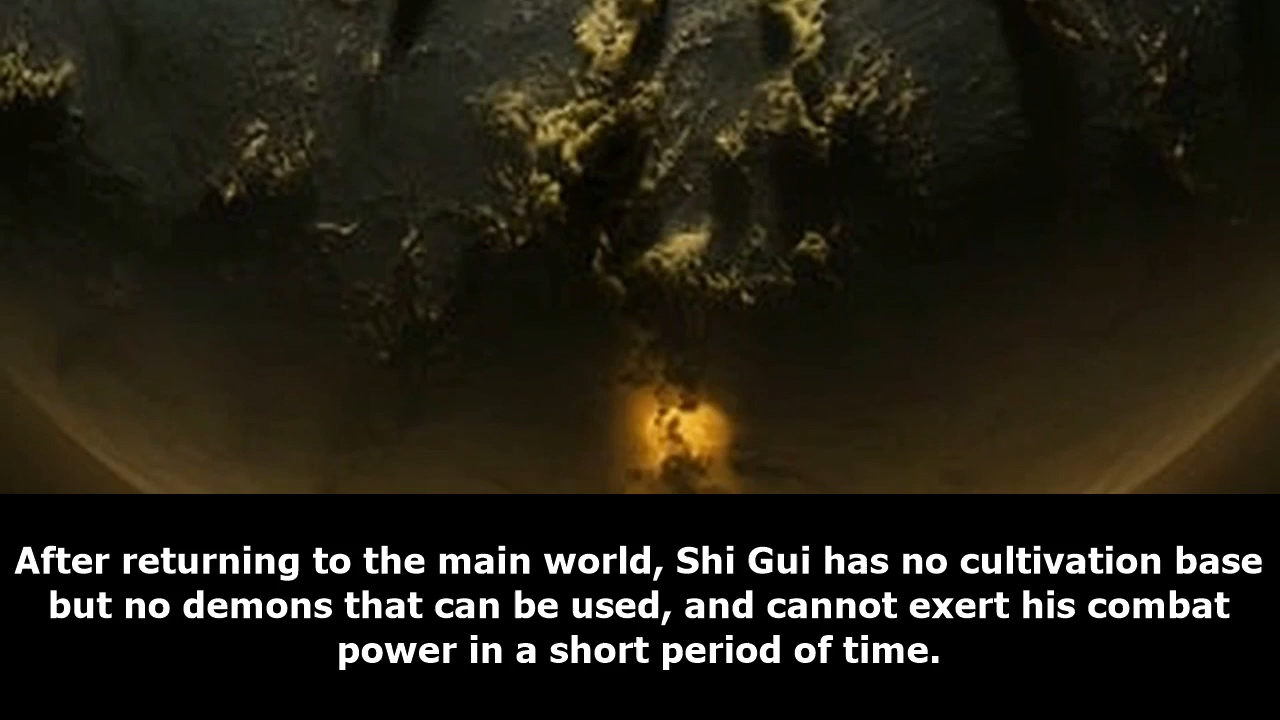 After returning to the main world, Shi Gui has no cultivation base
but no demons that can be used, and cannot exert his combat
power in a short period of time.